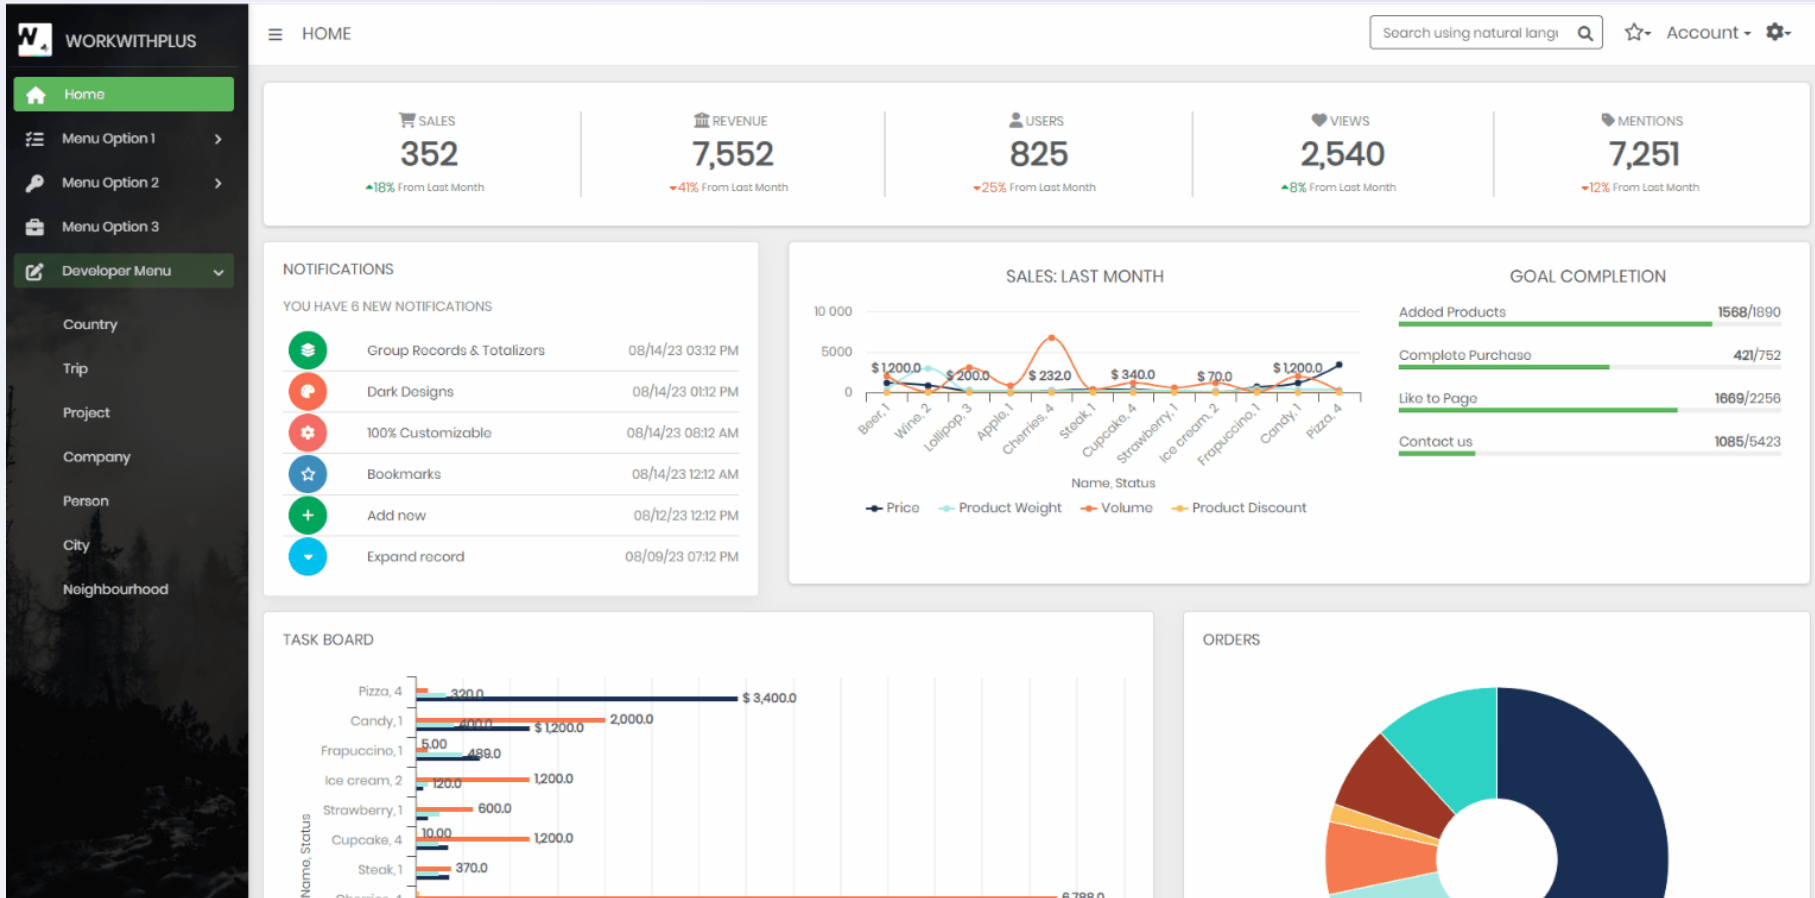 W.
WORKWITHPLUS
Home
Menu Option 1
Menu Option 2
Menu Option 3
Developer Menu
Country
Trip
Project
Company
Person
City
Neighbourhood
HOME
Search using natural langu
Account
SALES
352
18% From Last Month
REVENUE
7,552
41% From Last Month
USERS
825
25% From Last Month
VIEWS
2,540
8% From Last Month
MENTIONS
7,251
12% From Last Month
NOTIFICATIONS
YOU HAVE 6 NEW NOTIFICATIONS
Group Records & Totalizers 08/14/23 03:12 PM
Dark Designs 08/14/23 01:12 PM
100% Customizable 08/14/23 08:12 AM
Bookmarks 08/14/23 12:12 AM
Add new 08/12/23 12:12 PM
Expand record 08/09/23 07:12 PM
SALES: LAST MONTH
10 000
5000
0
$ 1,200.0 $ 200.0 $ 232.0 $ 340.0 $ 70.0 $ 1,200.0
Beer, 1 Wine, 2 Lollipop, 3 Apple, 1 Cherries, 4 Steak, 1 Cupcake, 4 Strawberry, 1 Ice cream, 2 Frapuccino, 1 Candy, 1 Pizza, 4
Name, Status
Price Product Weight Volume Product Discount
GOAL COMPLETION
Added Products 1568/1890
Complete Purchase 421/752
Like to Page 1669/2256
Contact us 1085/5423
TASK BOARD
Name, Status
Pizza, 4 320.0 $ 3,400.0
Candy, 1 400.0 2,000.0 $ 1,200.0
Frapuccino, 1 5.00 489.0
Ice cream, 2 120.0 1,200.0
Strawberry, 1 600.0
Cupcake, 4 10.00 1,200.0
Steak, 1 370.0
Cherries, 4 6,788.0
ORDERS